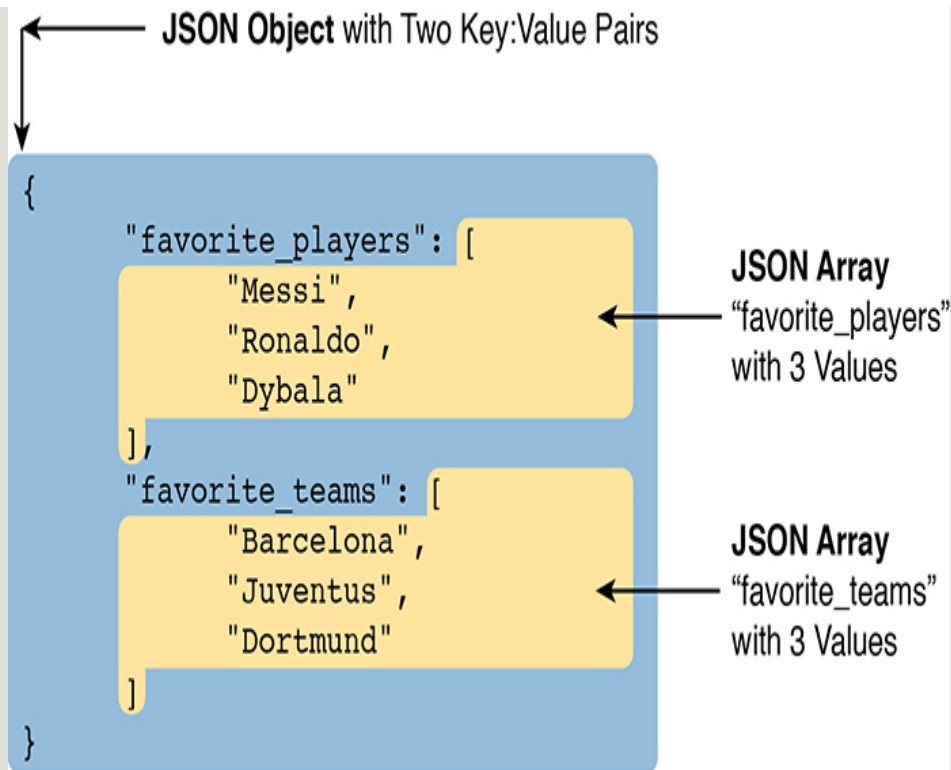 JSON Object with Two Key:Value Pairs
{
"favorite_players": [
"Messi",
"Ronaldo",
"Dybala"
],
"favorite_teams": [
"Barcelona",
"Juventus",
"Dortmund"
]
}
JSON Array
“favorite_players”
with 3 Values
JSON Array
“favorite_teams”
with 3 Values